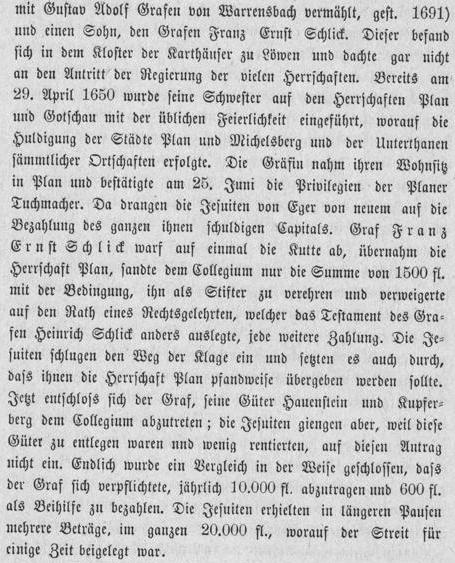 mit Gustav Adolf Grafen von Warrensbach vermählt, gest. 1691)
und einen Sohn, den Grafen Franz Ernst Schlick. Dieser befand
sich in dem Kloster der Karthäuser zu Löwen und dachte gar nicht
an den Antritt der Regierung der vielen Herrschaften. Bereits am
29. April 1650 wurde seine Schwester auf den Herrschaften Plan
und Gotschau mit der üblichen Feierlichkeit eingeführt, worauf die
Huldigung der Städte Plan und Michelsberg und der Unterthanen
sämmtlicher Ortschaften erfolgte. Die Gräfin nahm ihren Wohnsitz
in Plan und bestätigte am 25. Juni die Privilegien der Planer
Tuchmacher. Da drangen die Jesuiten von Eger von neuem auf die
Bezahlung des ganzen ihnen schuldigen Capitals. Graf Franz
Ernst Schlick warf auf einmal die Kutte ab, übernahm die
Herrschaft Plan, sandte dem Collegium nur die Summe von 1500 fl.
mit der Bedingung, ihn als Stifter zu verehren und verweigerte
auf den Rath eines Rechtsgelehrten, welcher das Testament des Gra-
fen Heinrich Schlick anders auslegte, jede weitere Zahlung. Die Je-
suiten schlugen den Weg der Klage ein und setzten es auch durch,
dass ihnen die Herrschaft Plan pfandweise übergeben werden sollte.
Jetzt entschloss sich der Graf, seine Güter Hauenstein und Kupfer-
berg dem Collegium abzutreten; die Jesuiten giengen aber, weil diese
Güter zu entlegen waren nnd wenig rentierten, auf diesen Antrag
nicht ein. Endlich wurde ein Vergleich in der Weise geschlossen, dass
der Graf sich verpflichtete, jährlich 10.000 fl. abzutragen und 600 fl.
als Beihilfe zu bezahlen. Die Jesuiten erhielten in längeren Pausen
mehrere Beträge, im ganzen 20.000 fl., worauf der Streit für
einige Zeit beigelegt war.